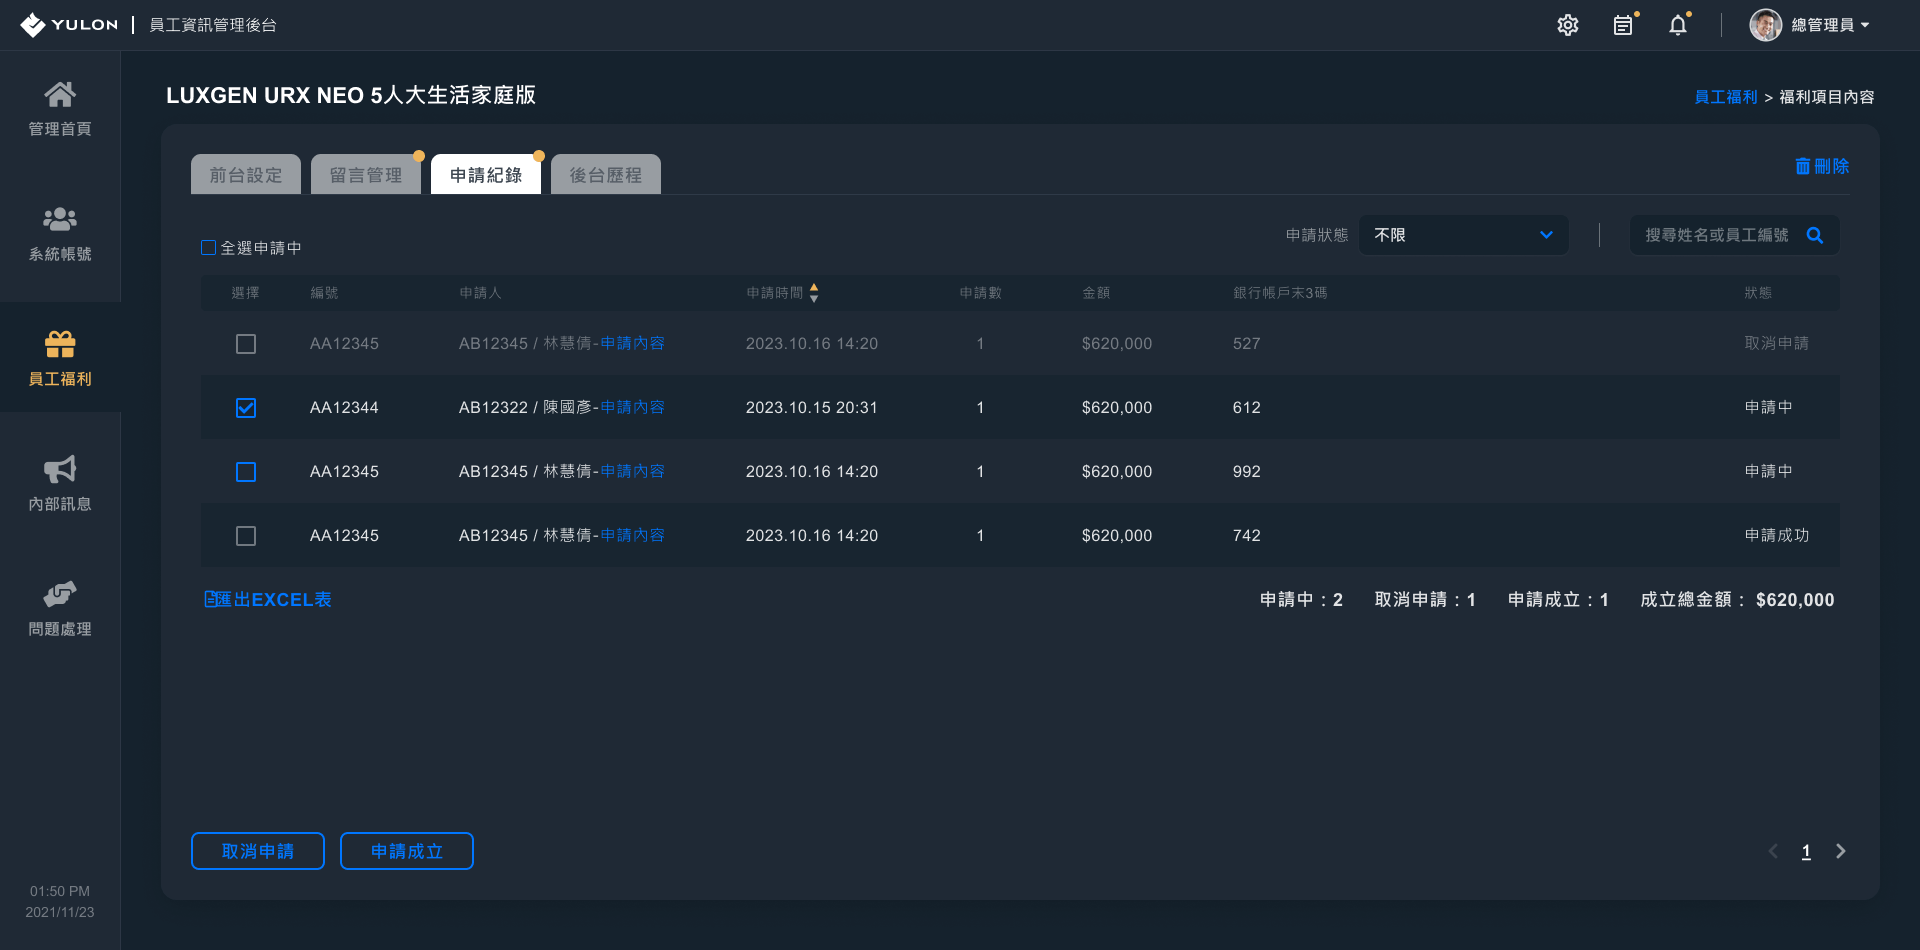 YULON 員工資訊管理後台
總管理員
管理首頁
系統帳號
員工福利
內部訊息
問題處理
01:50 PM
2021/11/23
LUXGEN URX NEO 5人大生活家庭版
員工福利 > 福利項目內容
前台設定 留言管理 申請紀錄 後台歷程
刪除
全選申請中
申請狀態 不限 搜尋姓名或員工編號
選擇 編號 申請人 申請時間 申請數 金額 銀行帳戶末3碼 狀態
AA12345 AB12345 / 林慧倩-申請內容 2023.10.16 14:20 1 $620,000 527 取消申請
AA12344 AB12322 / 陳國彥-申請內容 2023.10.15 20:31 1 $620,000 612 申請中
AA12345 AB12345 / 林慧倩-申請內容 2023.10.16 14:20 1 $620,000 992 申請中
AA12345 AB12345 / 林慧倩-申請內容 2023.10.16 14:20 1 $620,000 742 申請成功
匯出EXCEL表
申請中：2 取消申請：1 申請成立：1 成立總金額： $620,000
取消申請 申請成立
1